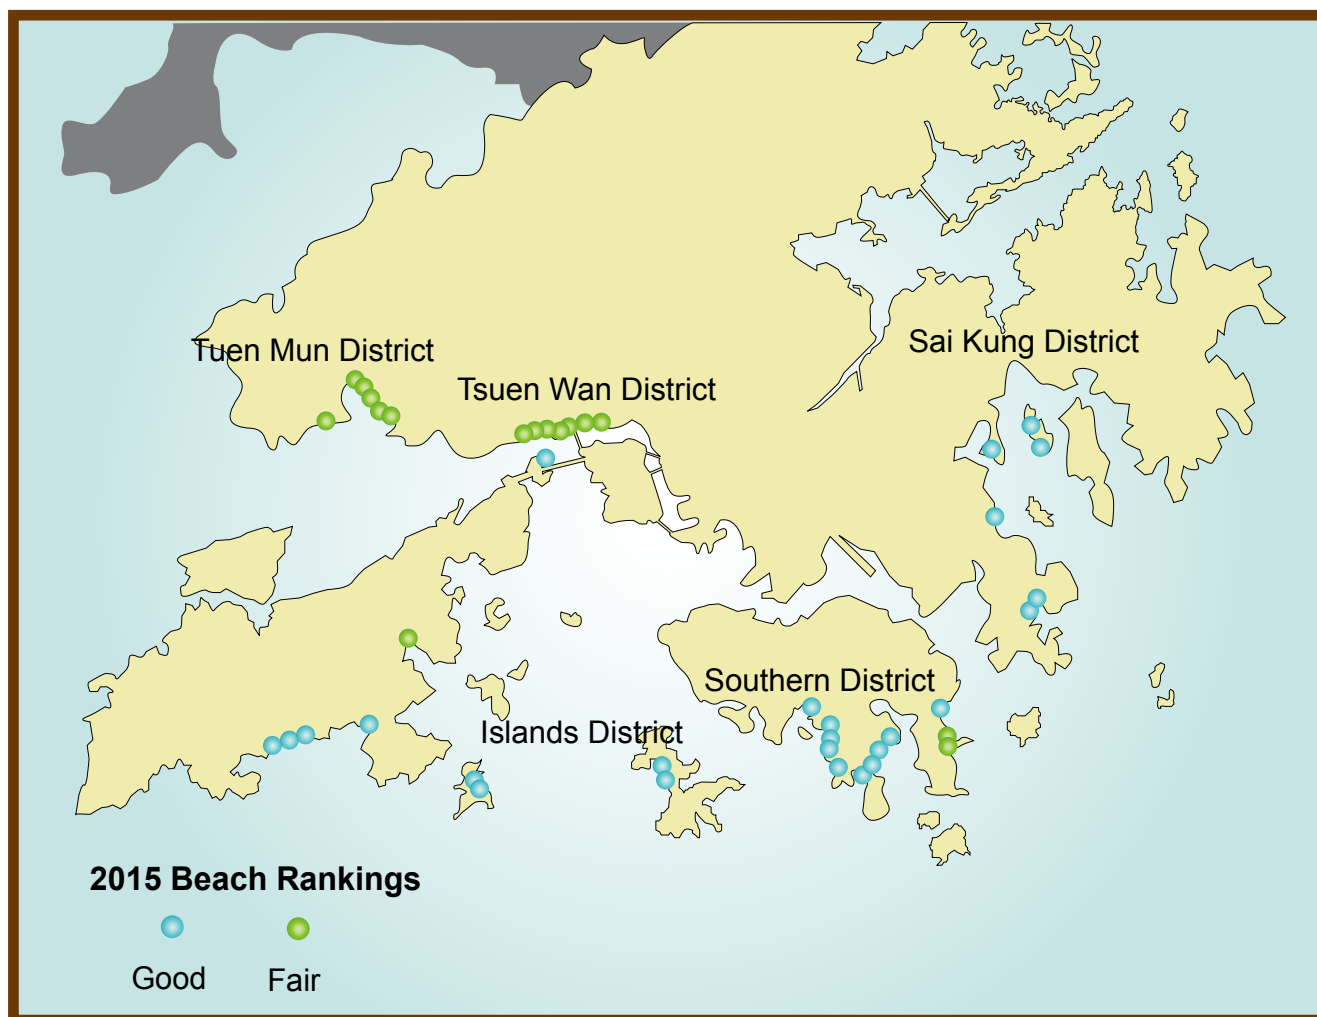 Tuen Mun District
Sai Kung District
Tsuen Wan District
Southern District
Islands District
2015 Beach Rankings
Good
Fair